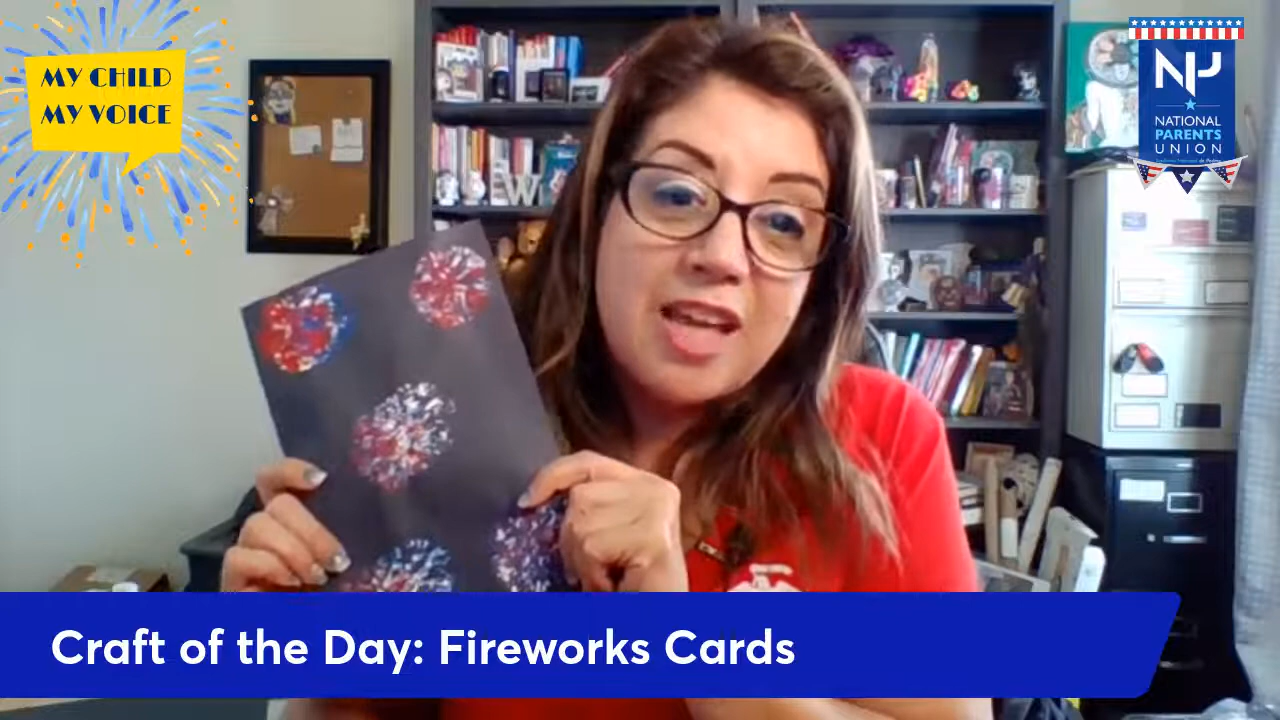 MY CHILD
MY VOICE
NATIONAL
PARENTS
UNION
W
Craft of the Day: Fireworks Cards